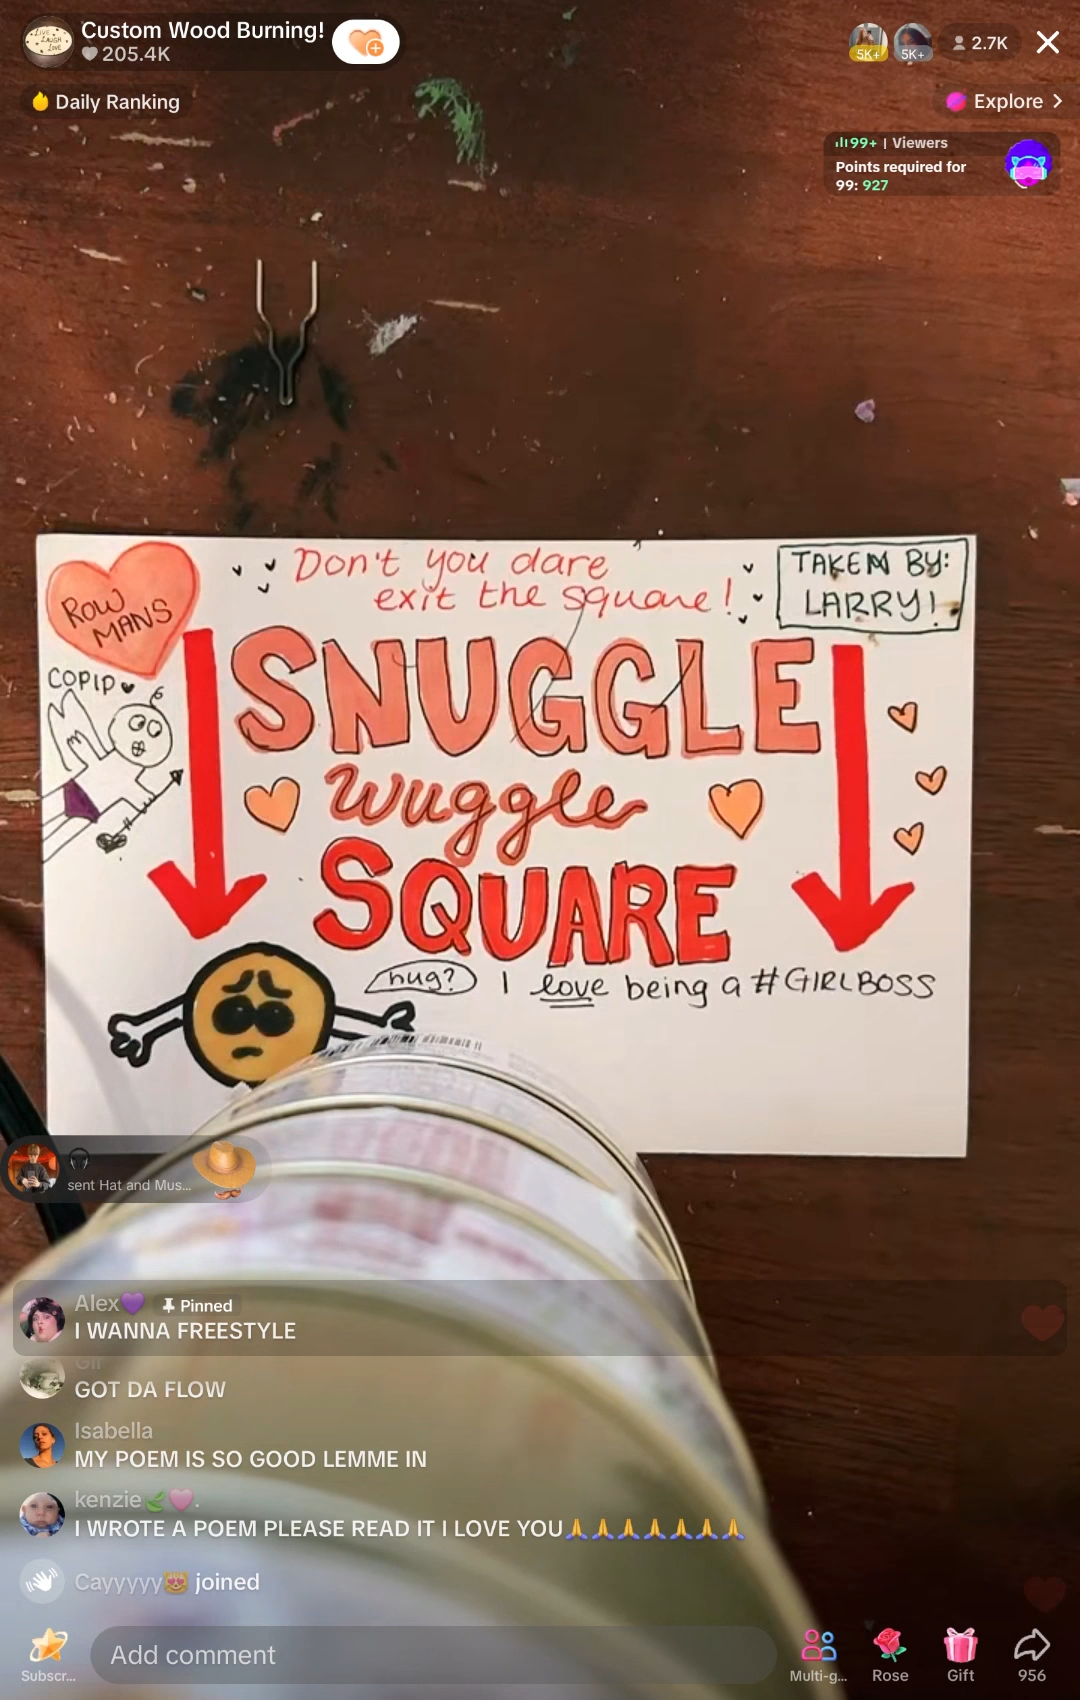 Custom Wood Burning!
205.4K
5K+
5K+
2.7K
Daily Ranking
Explore
99+ | Viewers
Points required for
99: 927
Don't you dare
exit the square!
TAKEN BY:
LARRY!
ROW
MANS
COPID
SNUGGLE
wuggle
SQUARE
hug? I love being a #GIRLBOSS
sent Hat and Mus...
Alex💜 Pinned
I WANNA FREESTYLE
GOT DA FLOW
Isabella
MY POEM IS SO GOOD LEMME IN
kenzie🌿🩷.
I WROTE A POEM PLEASE READ IT I LOVE YOU🙏🙏🙏🙏🙏🙏🙏
Cayyyyy😻 joined
Add comment
Subscr...
Multi-g...
Rose
Gift
956